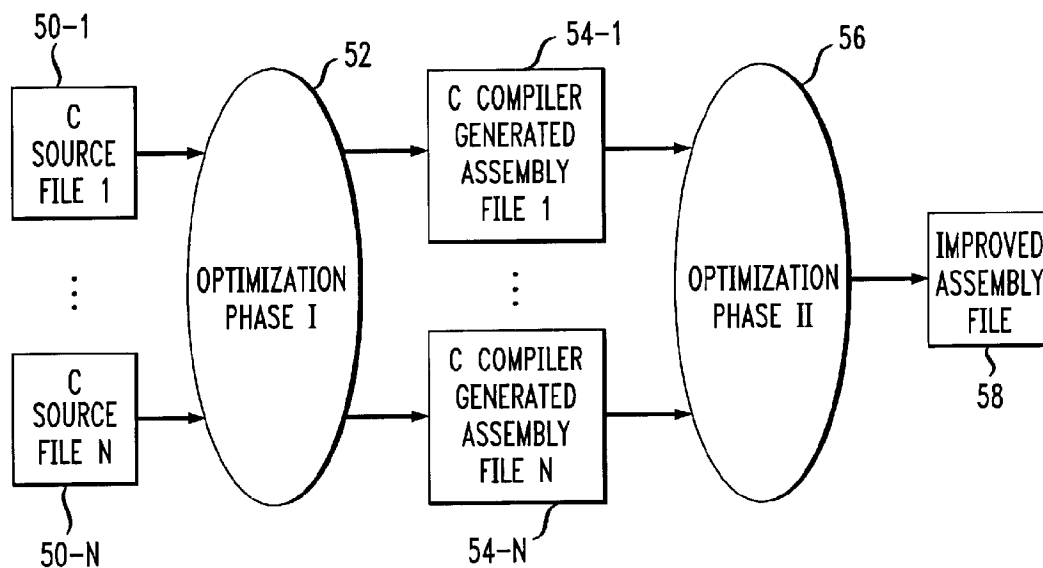 50-1
C
SOURCE
FILE 1
52
OPTIMIZATION
PHASE I
54-1
C COMPILER
GENERATED
ASSEMBLY
FILE 1
56
OPTIMIZATION
PHASE II
IMPROVED
ASSEMBLY
FILE
58
C
SOURCE
FILE N
50-N
C COMPILER
GENERATED
ASSEMBLY
FILE N
54-N